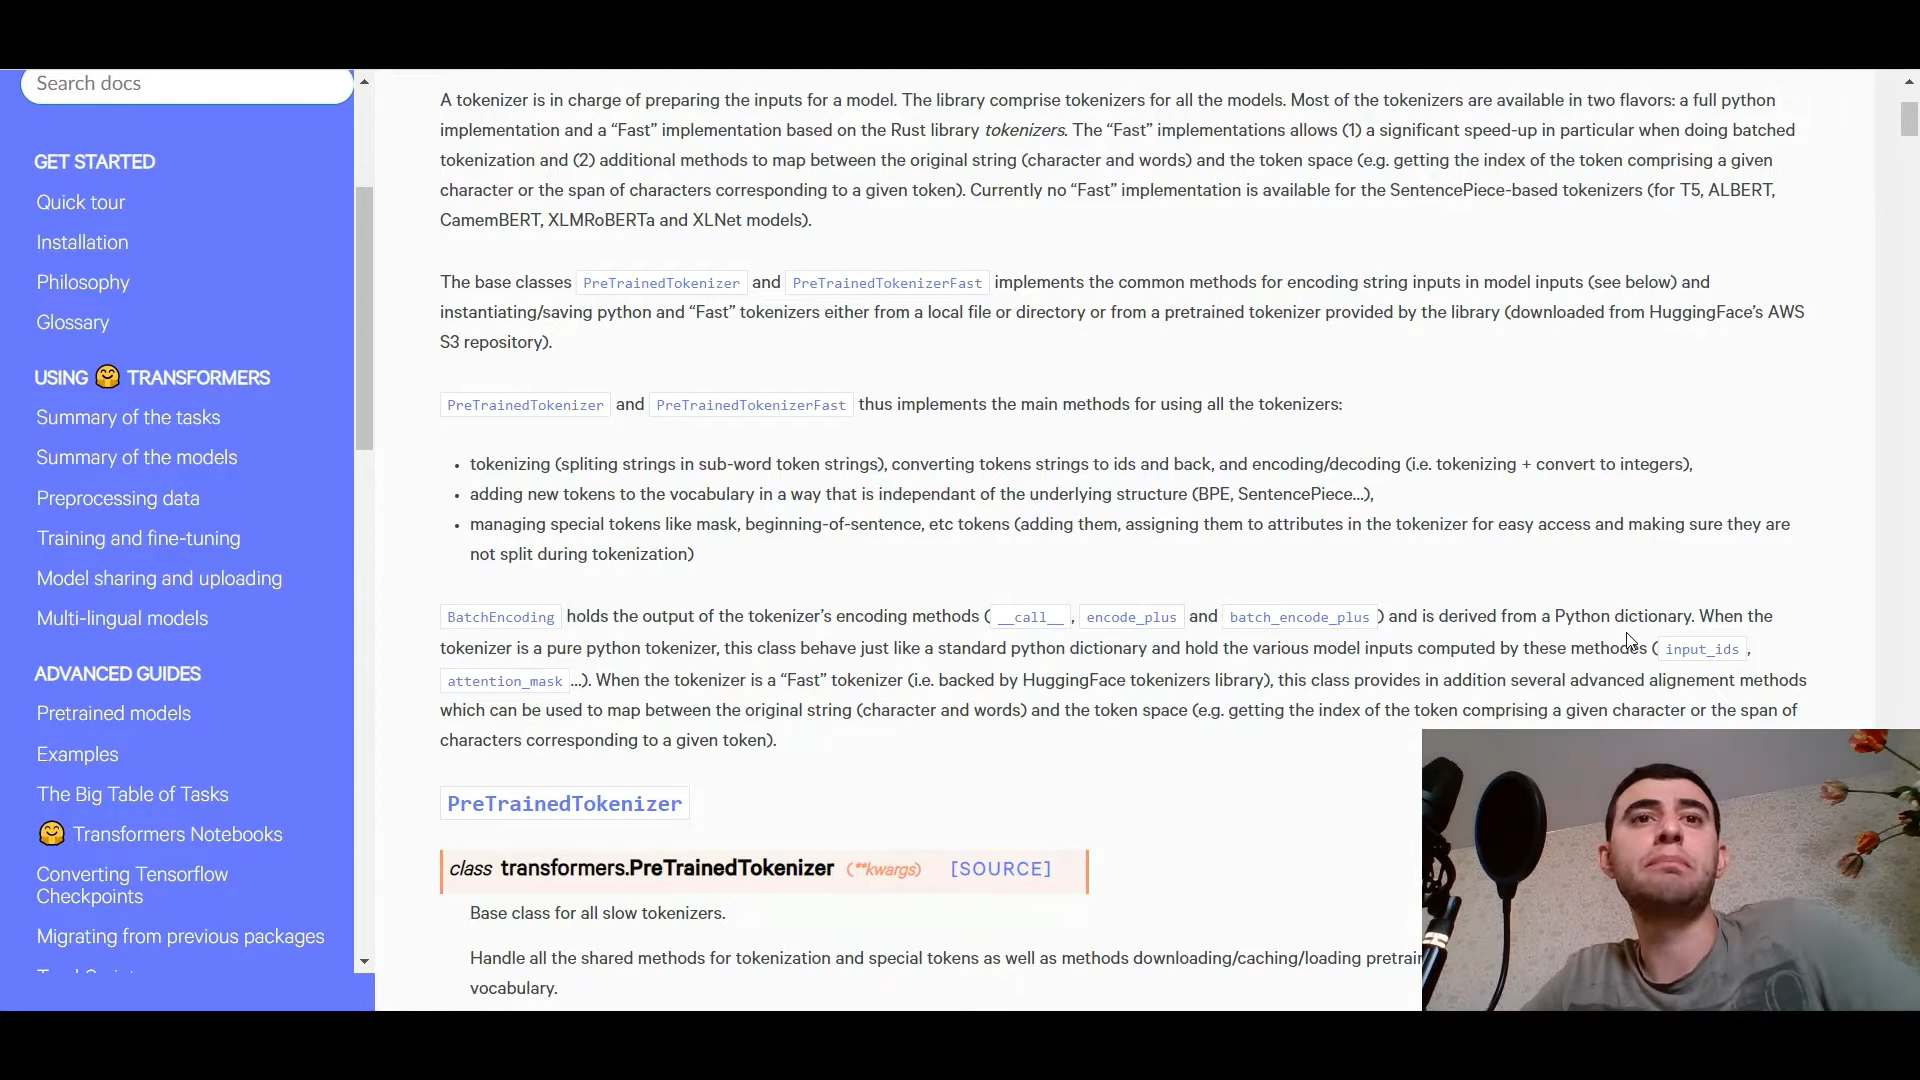 Search docs
GET STARTED
Quick tour
Installation
Philosophy
Glossary
USING 🤗 TRANSFORMERS
Summary of the tasks
Summary of the models
Preprocessing data
Training and fine-tuning
Model sharing and uploading
Multi-lingual models
ADVANCED GUIDES
Pretrained models
Examples
The Big Table of Tasks
🤗 Transformers Notebooks
Converting Tensorflow
Checkpoints
Migrating from previous packages
A tokenizer is in charge of preparing the inputs for a model. The library comprise tokenizers for all the models. Most of the tokenizers are available in two flavors: a full python
implementation and a “Fast” implementation based on the Rust library tokenizers. The “Fast” implementations allows (1) a significant speed-up in particular when doing batched
tokenization and (2) additional methods to map between the original string (character and words) and the token space (e.g. getting the index of the token comprising a given
character or the span of characters corresponding to a given token). Currently no “Fast” implementation is available for the SentencePiece-based tokenizers (for T5, ALBERT,
CamemBERT, XLMRoBERTa and XLNet models).
The base classes PreTrainedTokenizer and PreTrainedTokenizerFast implements the common methods for encoding string inputs in model inputs (see below) and
instantiating/saving python and “Fast” tokenizers either from a local file or directory or from a pretrained tokenizer provided by the library (downloaded from HuggingFace’s AWS
S3 repository).
PreTrainedTokenizer and PreTrainedTokenizerFast thus implements the main methods for using all the tokenizers:
• tokenizing (spliting strings in sub-word token strings), converting tokens strings to ids and back, and encoding/decoding (i.e. tokenizing + convert to integers),
• adding new tokens to the vocabulary in a way that is independant of the underlying structure (BPE, SentencePiece…),
• managing special tokens like mask, beginning-of-sentence, etc tokens (adding them, assigning them to attributes in the tokenizer for easy access and making sure they are
not split during tokenization)
BatchEncoding holds the output of the tokenizer’s encoding methods (__call__, encode_plus and batch_encode_plus) and is derived from a Python dictionary. When the
tokenizer is a pure python tokenizer, this class behave just like a standard python dictionary and hold the various model inputs computed by these methodes (input_ids,
attention_mask…). When the tokenizer is a “Fast” tokenizer (i.e. backed by HuggingFace tokenizers library), this class provides in addition several advanced alignement methods
which can be used to map between the original string (character and words) and the token space (e.g. getting the index of the token comprising a given character or the span of
characters corresponding to a given token).
PreTrainedTokenizer
class transformers.PreTrainedTokenizer (**kwargs) [SOURCE]
Base class for all slow tokenizers.
Handle all the shared methods for tokenization and special tokens as well as methods downloading/caching/loading
vocabulary.